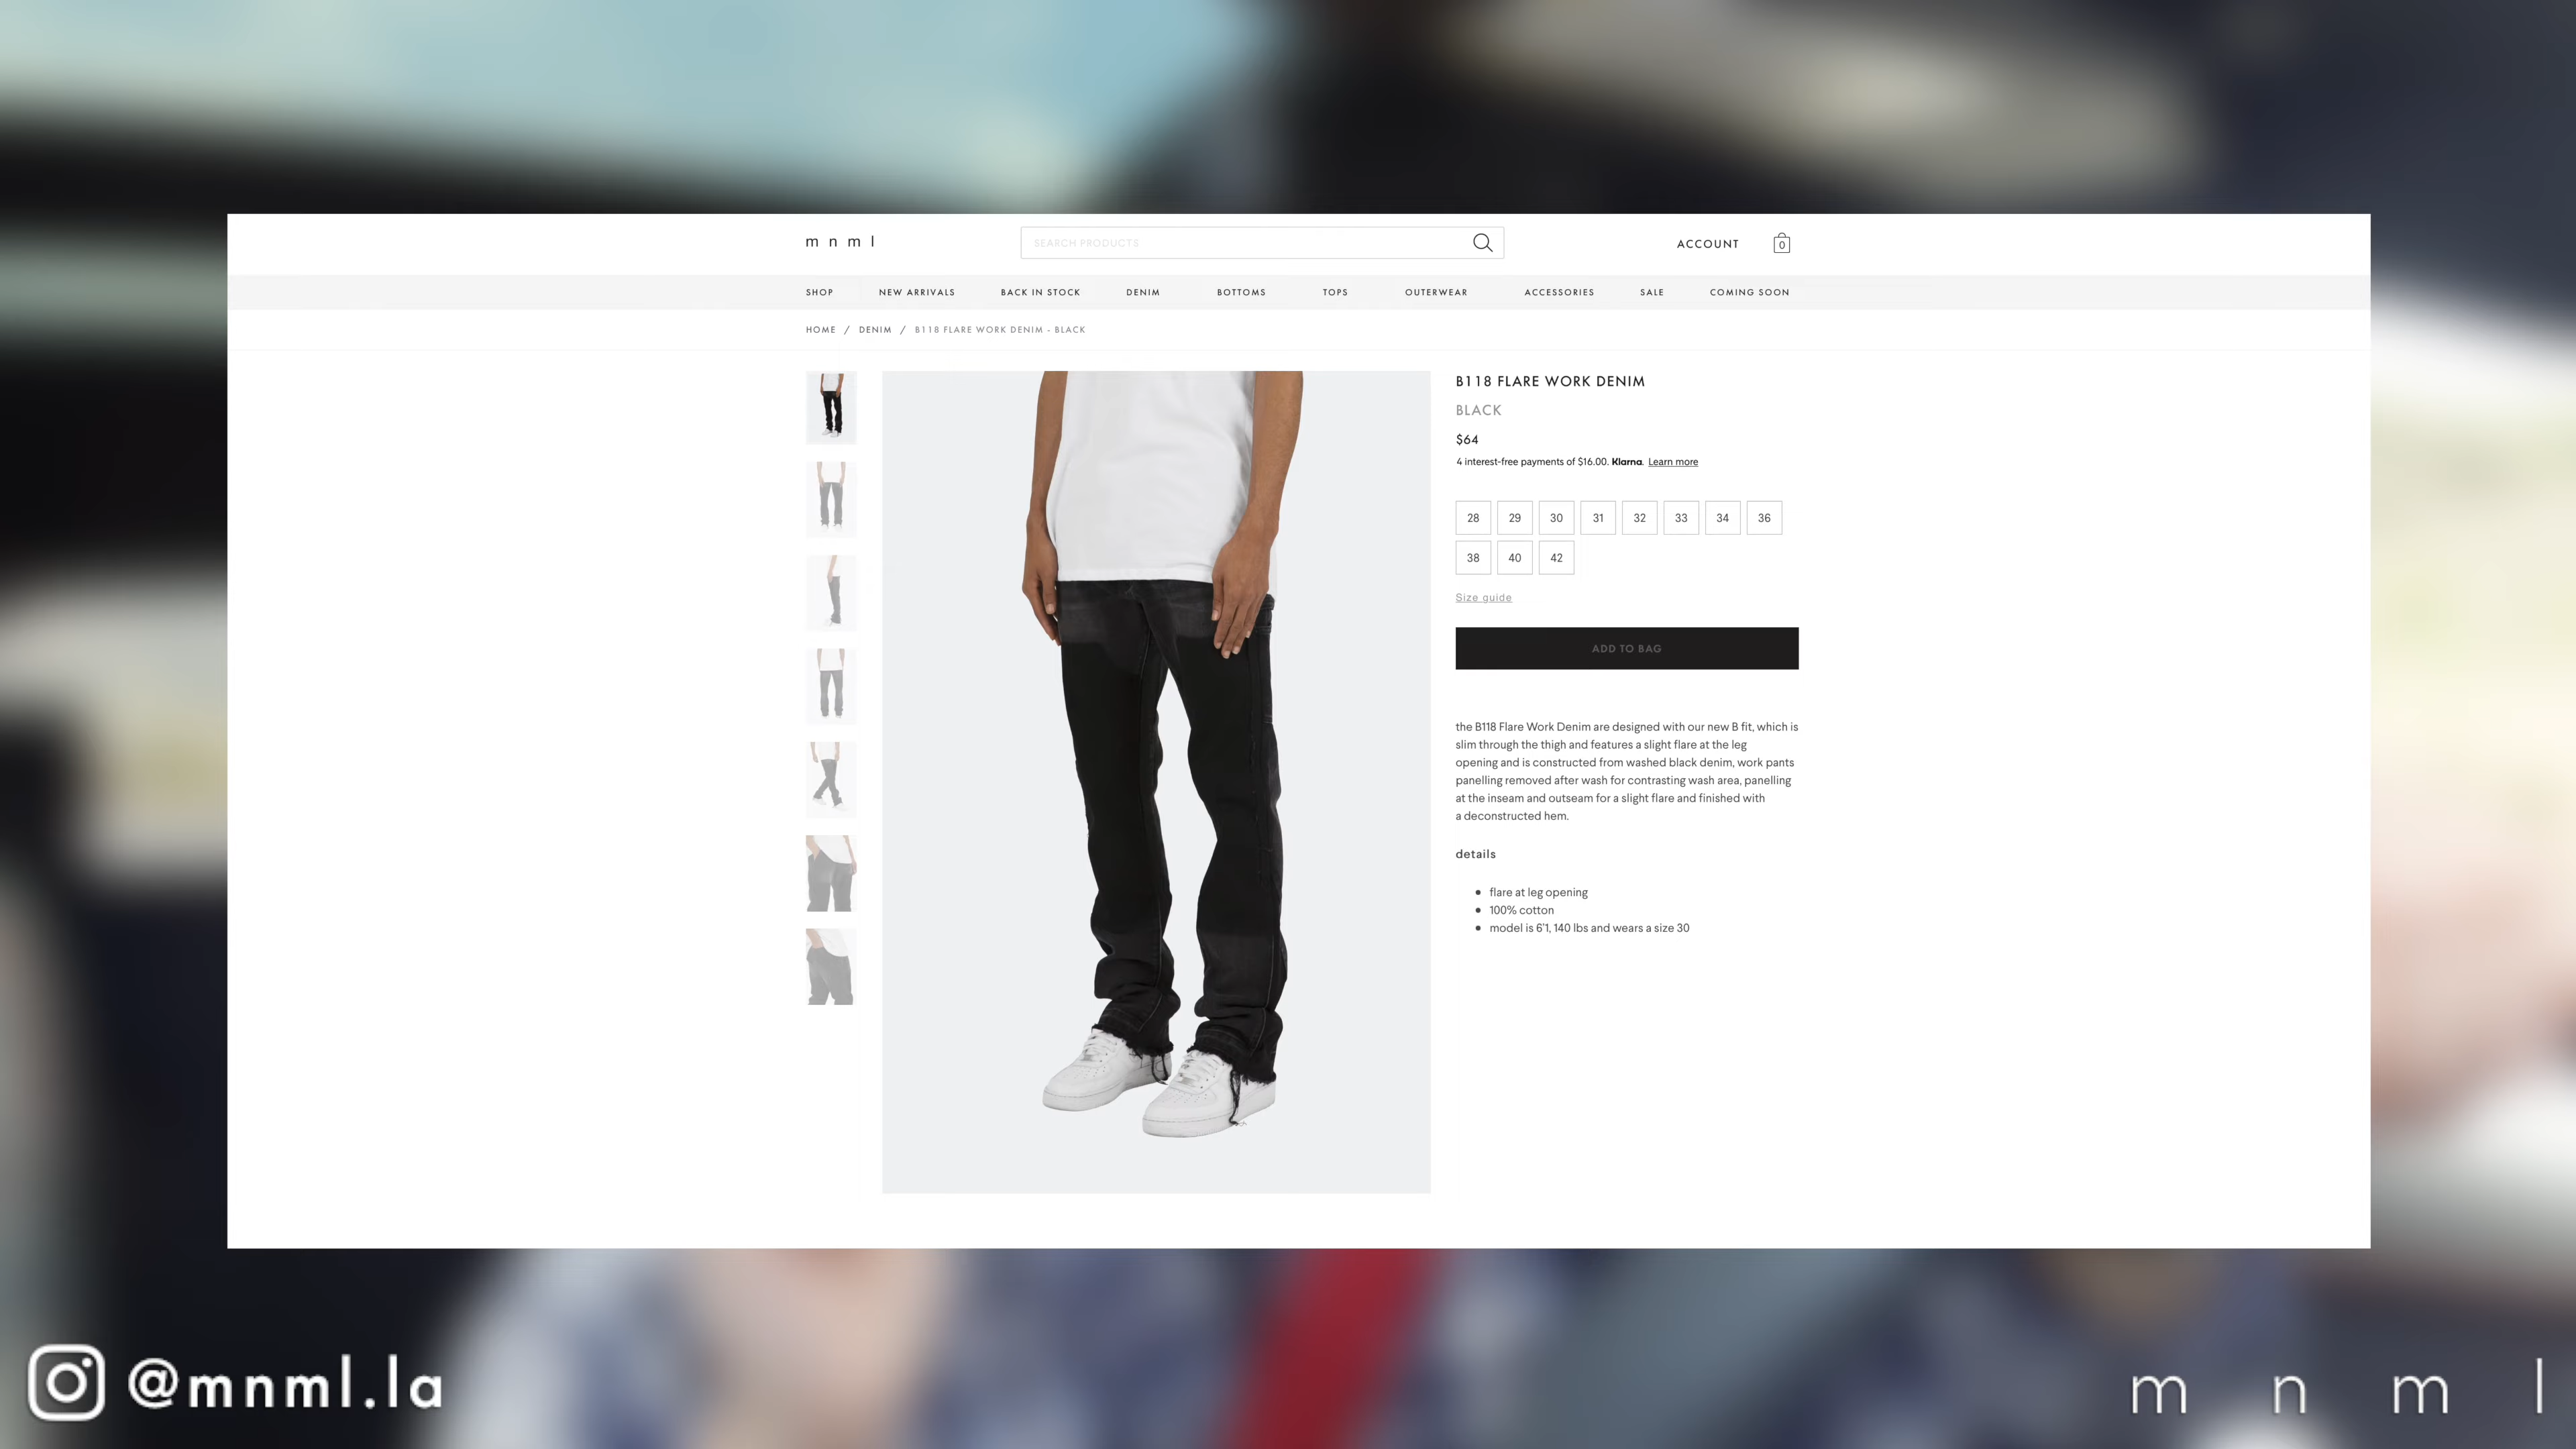 m n m l
SEARCH PRODUCTS
ACCOUNT
0
SHOP NEW ARRIVALS BACK IN STOCK DENIM BOTTOMS TOPS OUTERWEAR ACCESSORIES SALE COMING SOON
HOME / DENIM / B118 FLARE WORK DENIM - BLACK
B118 FLARE WORK DENIM
BLACK
$64
4 interest-free payments of $16.00. Klarna. Learn more
28 29 30 31 32 33 34 36
38 40 42
Size guide
ADD TO BAG
the B118 Flare Work Denim are designed with our new B fit, which is
slim through the thigh and features a slight flare at the leg
opening and is constructed from washed black denim, work pants
panelling removed after wash for contrasting wash area, panelling
at the inseam and outseam for a slight flare and finished with
a deconstructed hem.
details
• flare at leg opening
• 100% cotton
• model is 6'1, 140 lbs and wears a size 30
@mnml.la
m n m l